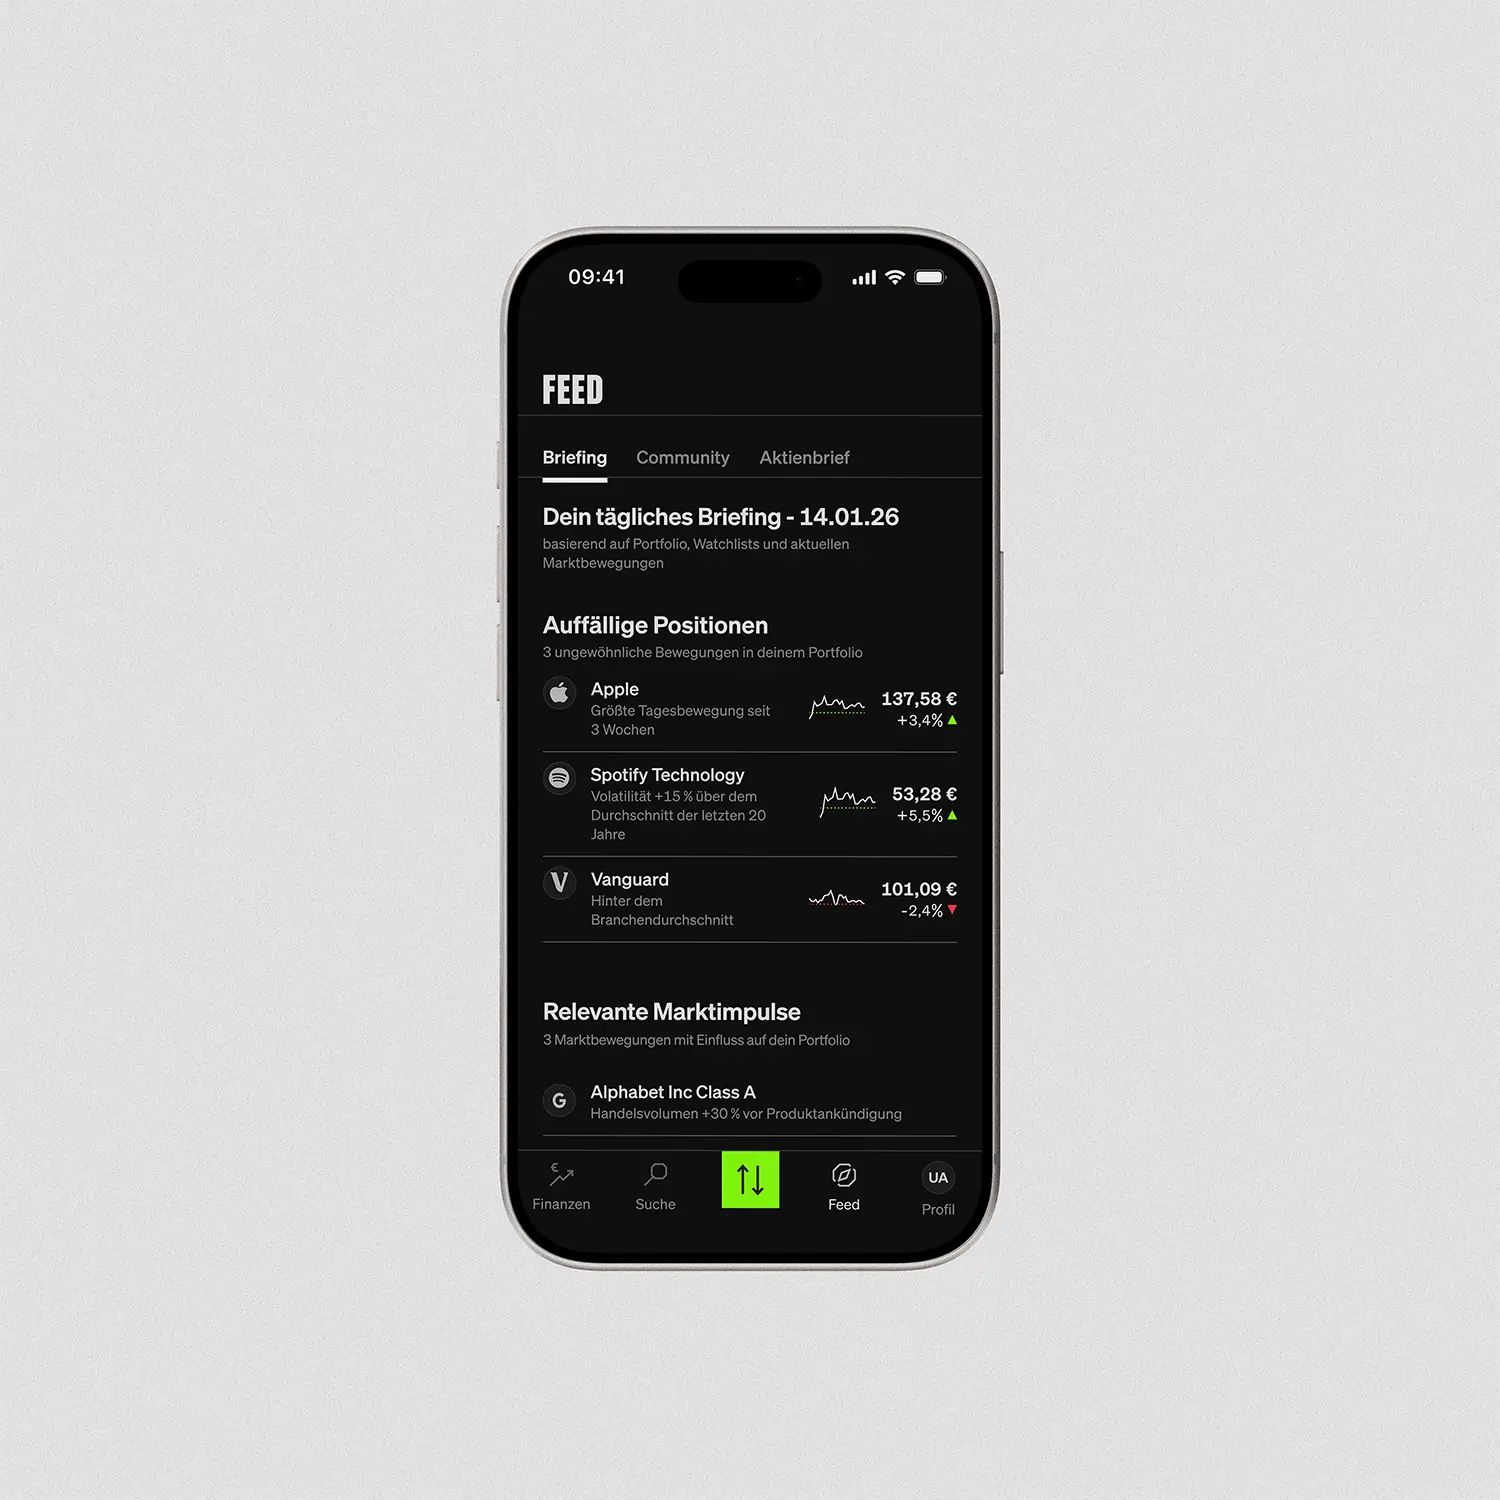 09:41
FEED
Briefing Community Aktienbrief
Dein tägliches Briefing - 14.01.26
basierend auf Portfolio, Watchlists und aktuellen
Marktbewegungen
Auffällige Positionen
3 ungewöhnliche Bewegungen in deinem Portfolio
Apple
Größte Tagesbewegung seit
3 Wochen
137,58 €
+3,4%
Spotify Technology
Volatilität +15 % über dem
Durchschnitt der letzten 20
Jahre
53,28 €
+5,5%
V
Vanguard
Hinter dem
Branchendurchschnitt
101,09 €
-2,4%
Relevante Marktimpulse
3 Marktbewegungen mit Einfluss auf dein Portfolio
G
Alphabet Inc Class A
Handelsvolumen +30 % vor Produktankündigung
€
Finanzen
Suche
Feed
UA
Profil